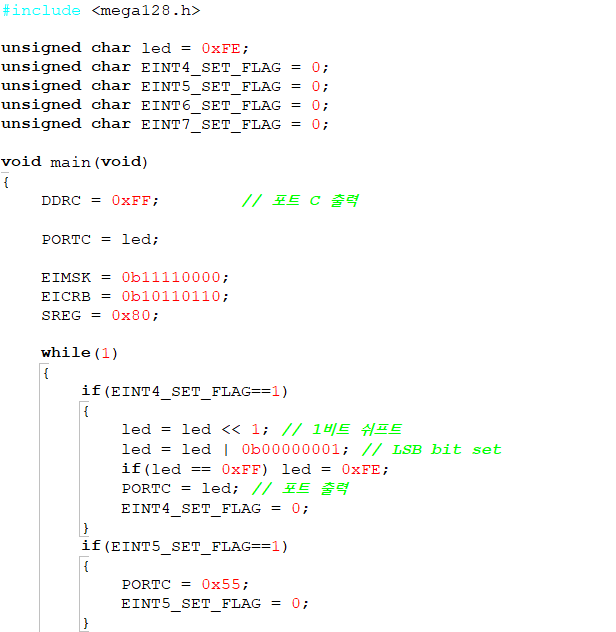 #include <mega128.h>
unsigned char led = 0xFE;
unsigned char EINT4_SET_FLAG = 0;
unsigned char EINT5_SET_FLAG = 0;
unsigned char EINT6_SET_FLAG = 0;
unsigned char EINT7_SET_FLAG = 0;
void main(void)
{
DDRC = 0xFF; // 포트 C 출력
PORTC = led;
EIMSK = 0b11110000;
EICRB = 0b10110110;
SREG = 0x80;
while(1)
{
if(EINT4_SET_FLAG==1)
{
led = led << 1; // 1비트 쉬프트
led = led | 0b00000001; // LSB bit set
if(led == 0xFF) led = 0xFE;
PORTC = led; // 포트 출력
EINT4_SET_FLAG = 0;
}
if(EINT5_SET_FLAG==1)
{
PORTC = 0x55;
EINT5_SET_FLAG = 0;
}